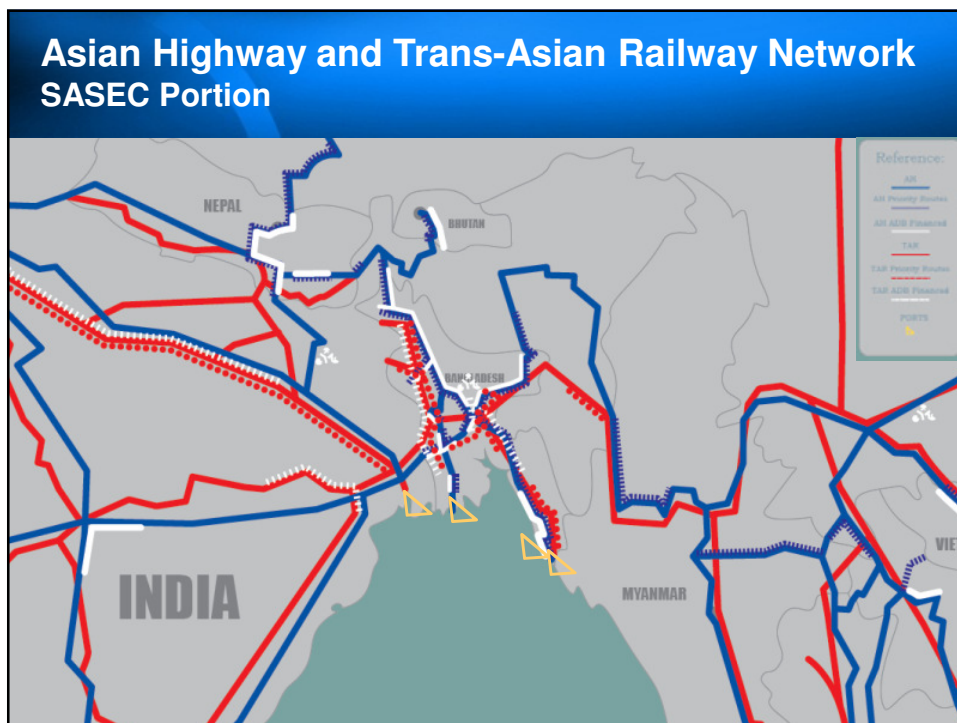 Asian Highway and Trans-Asian Railway Network
SASEC Portion
Reference:
AH
AH Priority Routes
AH ADB Financed
TAR
TAR Priority Routes
TAR ADB Financed
PORTS
NEPAL
BHUTAN
BANGLADESH
INDIA
MYANMAR
VIET